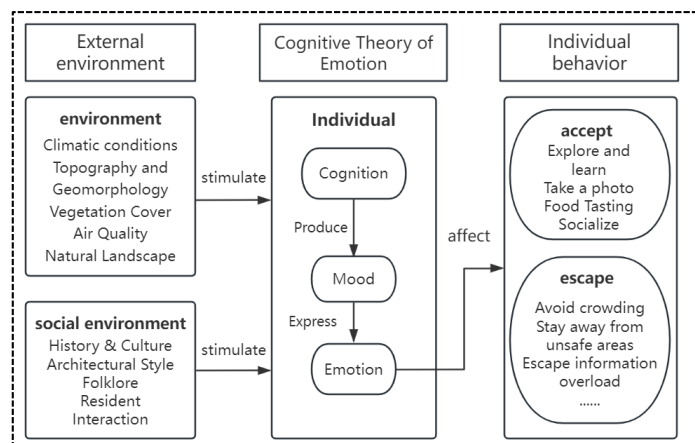 External
environment
Cognitive Theory of
Emotion
Individual
behavior
environment
Climatic conditions
Topography and
Geomorphology
Vegetation Cover
Air Quality
Natural Landscape
stimulate
social environment
History & Culture
Architectural Style
Folklore
Resident
Interaction
stimulate
Individual
Cognition
Produce
Mood
Express
Emotion
affect
accept
Explore and
learn
Take a photo
Food Tasting
Socialize
escape
Avoid crowding
Stay away from
unsafe areas
Escape information
overload
......